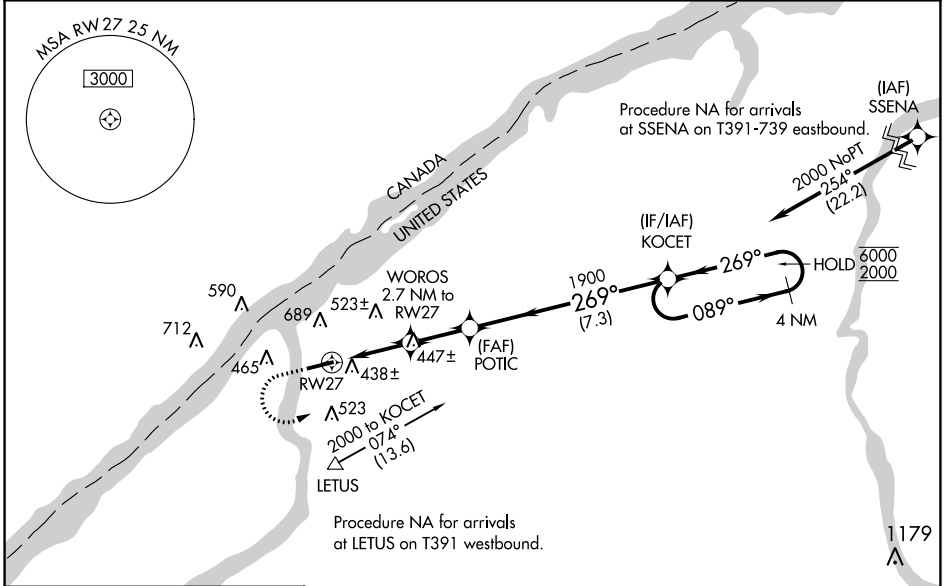 MSA RW27 25 NM
3000
(IAF)
SSENA
Procedure NA for arrivals
at SSENA on T391-739 eastbound.
2000 NoPT
254°
(22.2)
CANADA
UNITED STATES
(IF/IAF)
KOCET
269°
HOLD
6000
2000
089°
4 NM
1900
269°
(7.3)
WOROS
2.7 NM to
RW27
590
689
523±
712
465
447±
(FAF)
POTIC
RW27
438±
523
2000 to KOCET
074°
(13.6)
LETUS
Procedure NA for arrivals
at LETUS on T391 westbound.
1179